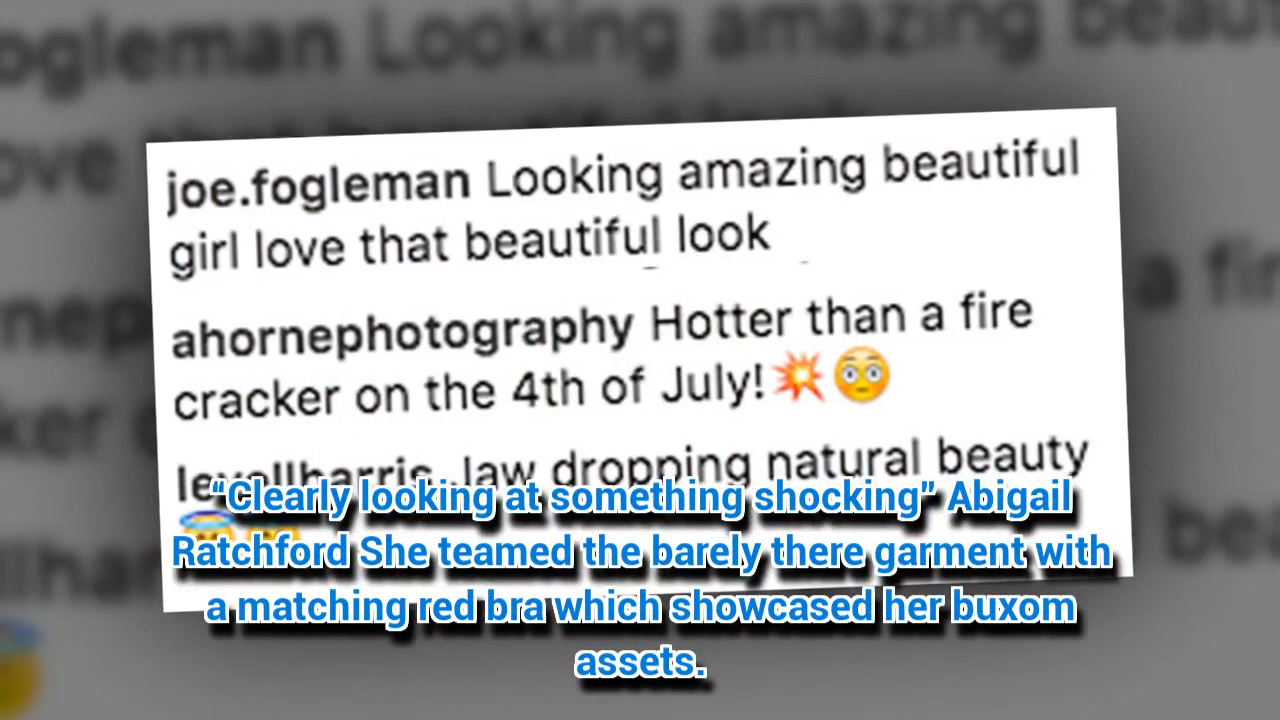 joe.fogleman Looking amazing beautiful
girl love that beautiful look
ahornephotography Hotter than a fire
cracker on the 4th of July!💥😳
levellharris Jaw dropping natural beauty
“Clearly looking at something shocking” Abigail
Ratchford She teamed the barely there garment with
a matching red bra which showcased her buxom
assets.